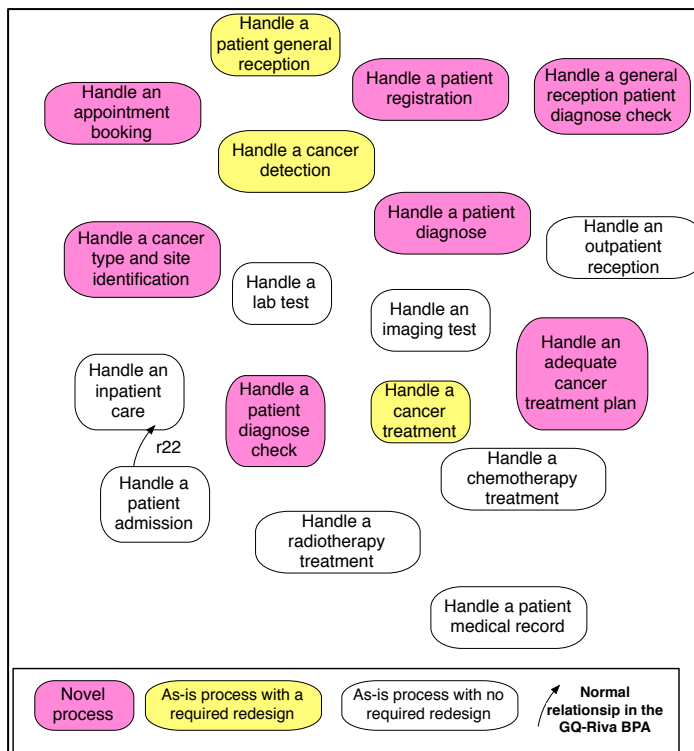 Handle a
patient general
reception
Handle a patient
registration
Handle a general
reception patient
diagnose check
Handle an
appointment
booking
Handle a cancer
detection
Handle a patient
diagnose
Handle an
outpatient
reception
Handle a cancer
type and site
identification
Handle a
lab test
Handle an
imaging test
Handle an
adequate
cancer
treatment plan
Handle an
inpatient
care
Handle a
patient
diagnose
check
Handle a
cancer
treatment
r22
Handle a
chemotherapy
treatment
Handle a
patient
admission
Handle a
radiotherapy
treatment
Handle a patient
medical record
Novel
process
As-is process with a
required redesign
As-is process with no
required redesign
Normal
relationsip in the
GQ-Riva BPA